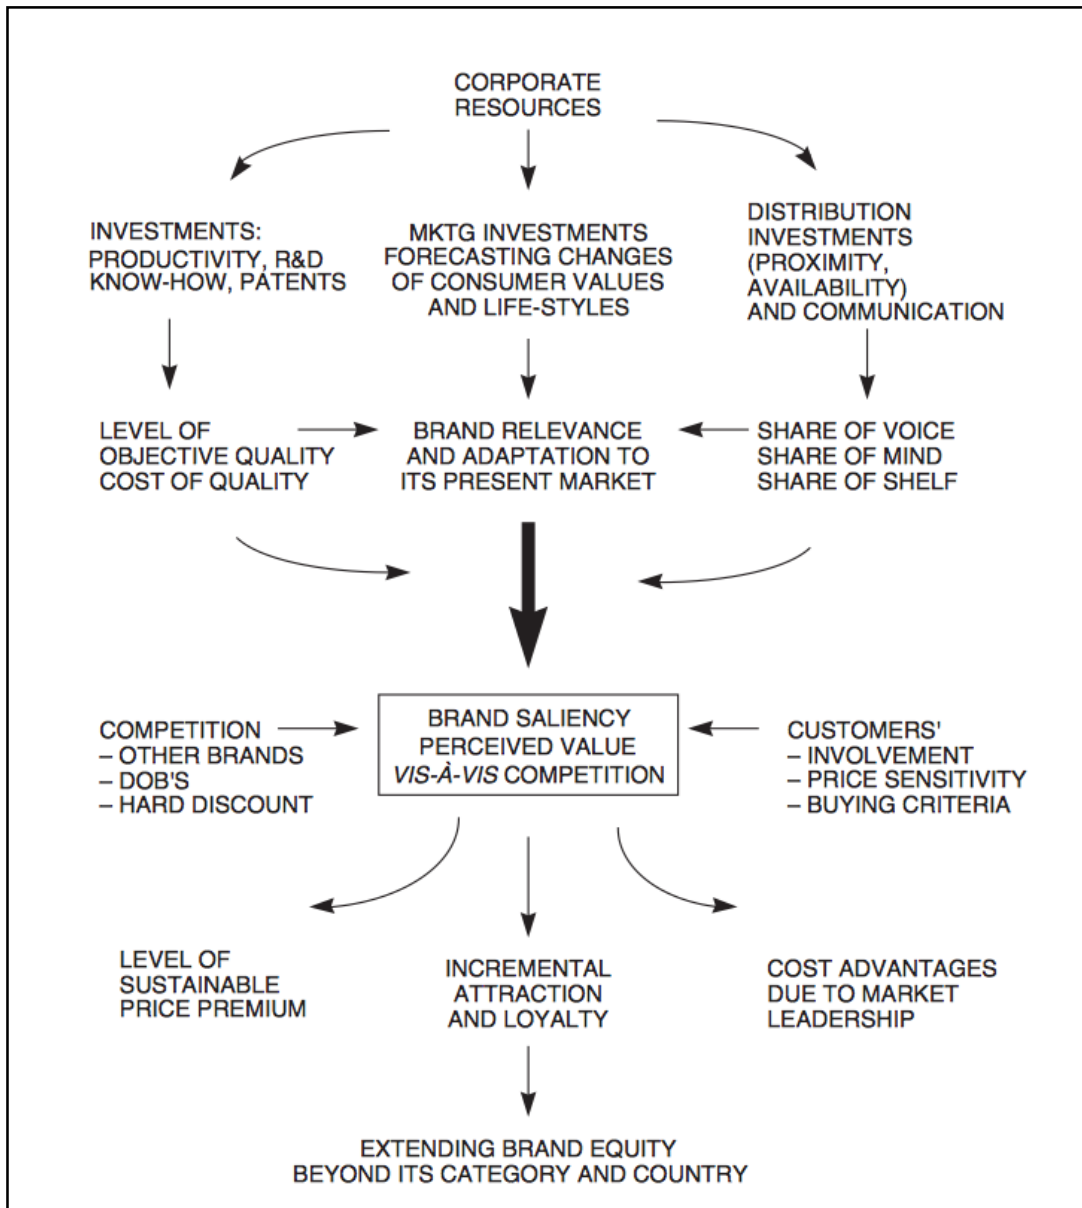 CORPORATE
RESOURCES
INVESTMENTS:
PRODUCTIVITY, R&D
KNOW-HOW, PATENTS
MKTG INVESTMENTS
FORECASTING CHANGES
OF CONSUMER VALUES
AND LIFE-STYLES
DISTRIBUTION
INVESTMENTS
(PROXIMITY,
AVAILABILITY)
AND COMMUNICATION
LEVEL OF
OBJECTIVE QUALITY
COST OF QUALITY
BRAND RELEVANCE
AND ADAPTATION TO
ITS PRESENT MARKET
SHARE OF VOICE
SHARE OF MIND
SHARE OF SHELF
COMPETITION
– OTHER BRANDS
– DOB'S
– HARD DISCOUNT
BRAND SALIENCY
PERCEIVED VALUE
VIS-À-VIS COMPETITION
CUSTOMERS'
– INVOLVEMENT
– PRICE SENSITIVITY
– BUYING CRITERIA
LEVEL OF
SUSTAINABLE
PRICE PREMIUM
INCREMENTAL
ATTRACTION
AND LOYALTY
COST ADVANTAGES
DUE TO MARKET
LEADERSHIP
EXTENDING BRAND EQUITY
BEYOND ITS CATEGORY AND COUNTRY